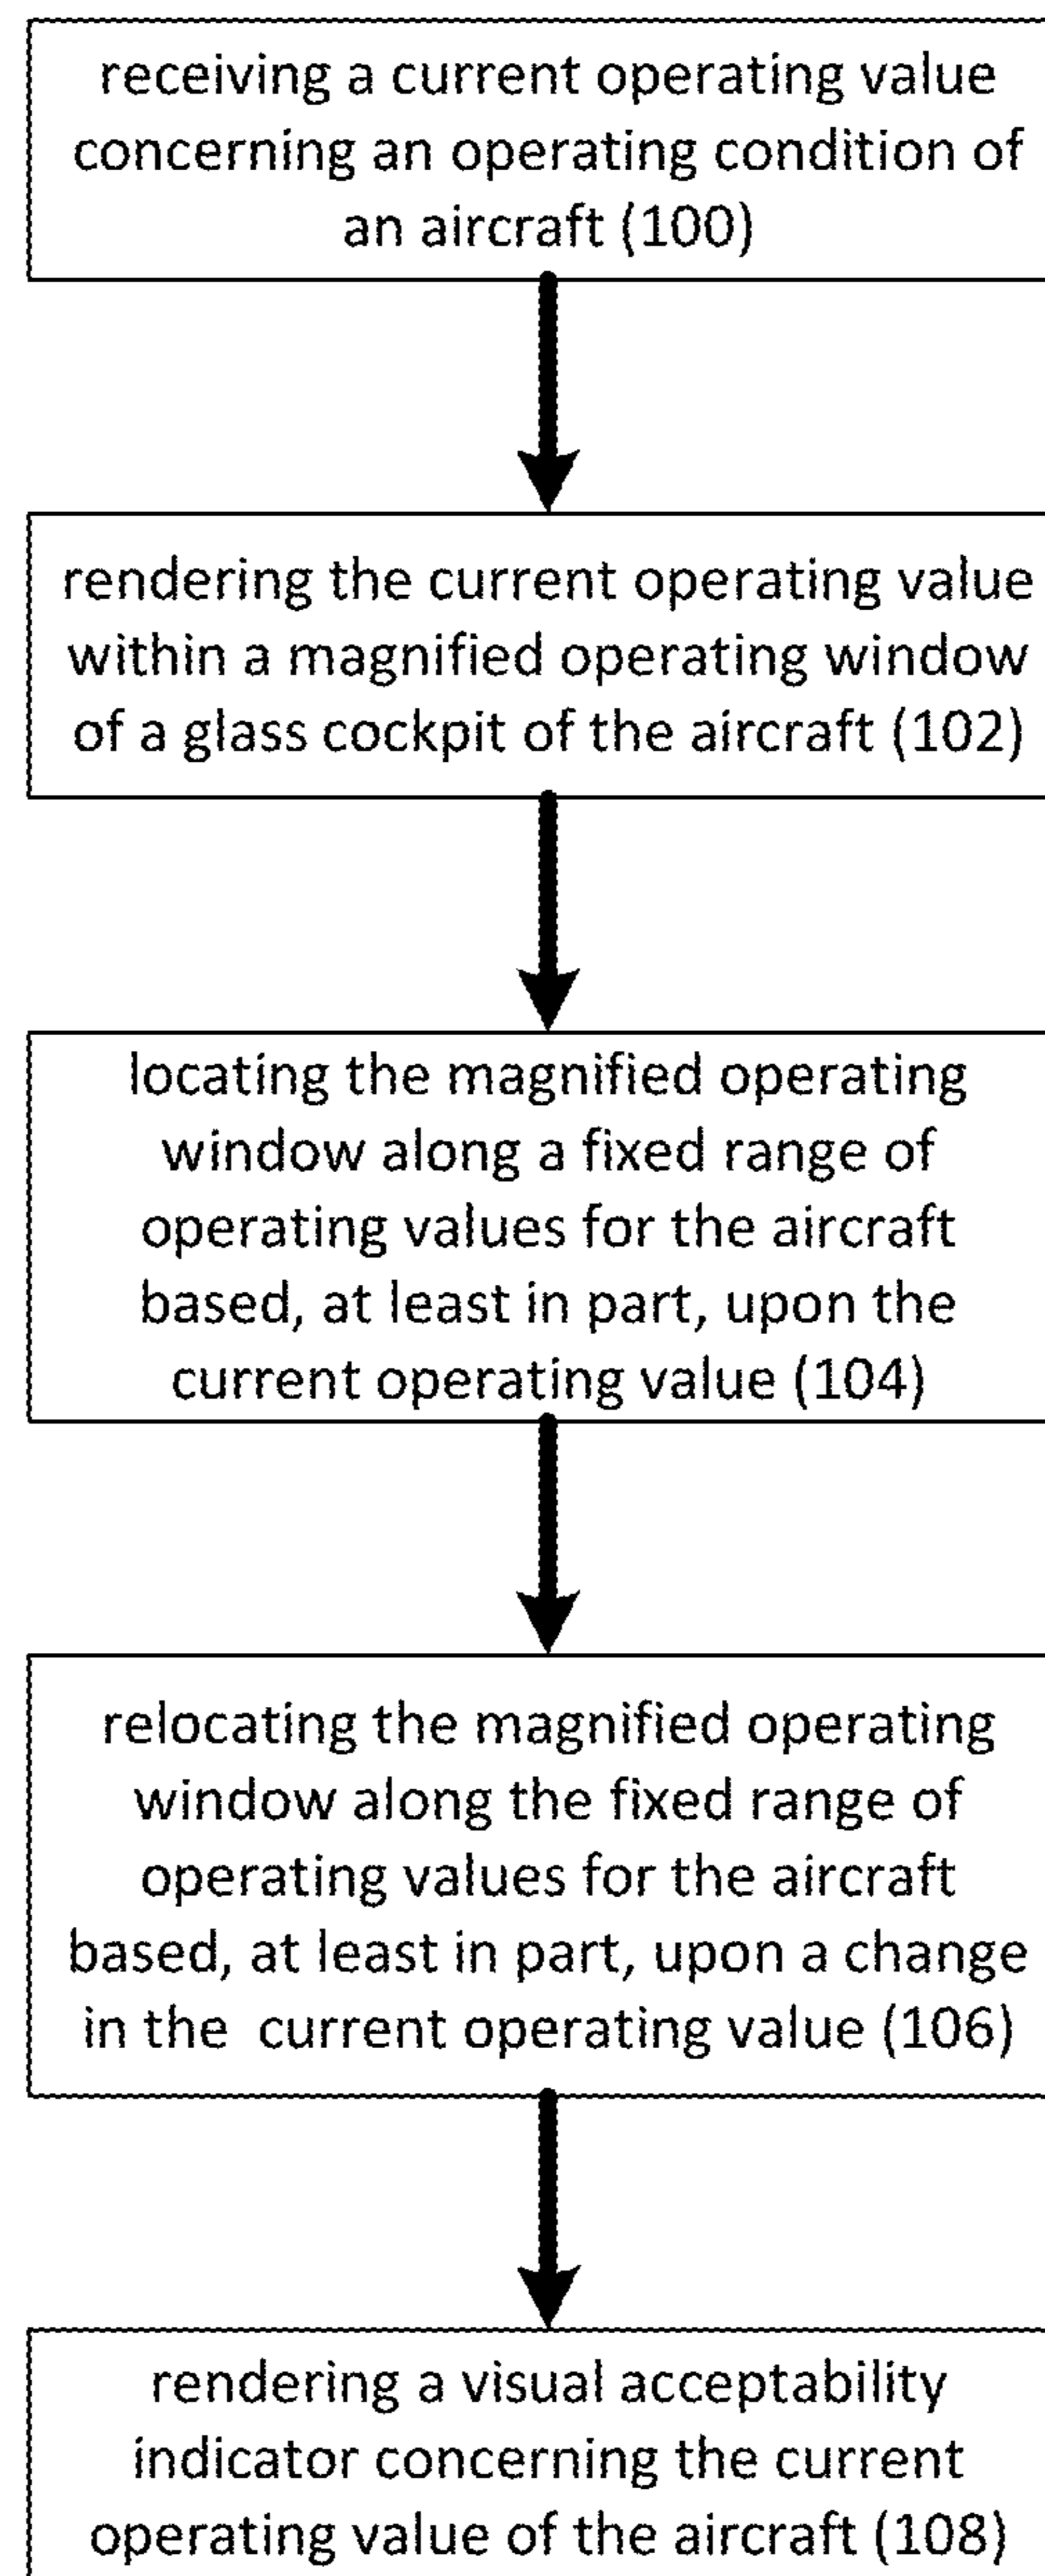 receiving a current operating value
concerning an operating condition of
an aircraft (100)
rendering the current operating value
within a magnified operating window
of a glass cockpit of the aircraft (102)
locating the magnified operating
window along a fixed range of
operating values for the aircraft
based, at least in part, upon the
current operating value (104)
relocating the magnified operating
window along the fixed range of
operating values for the aircraft
based, at least in part, upon a change
in the  current operating value (106)
rendering a visual acceptability
indicator concerning the current
operating value of the aircraft (108)